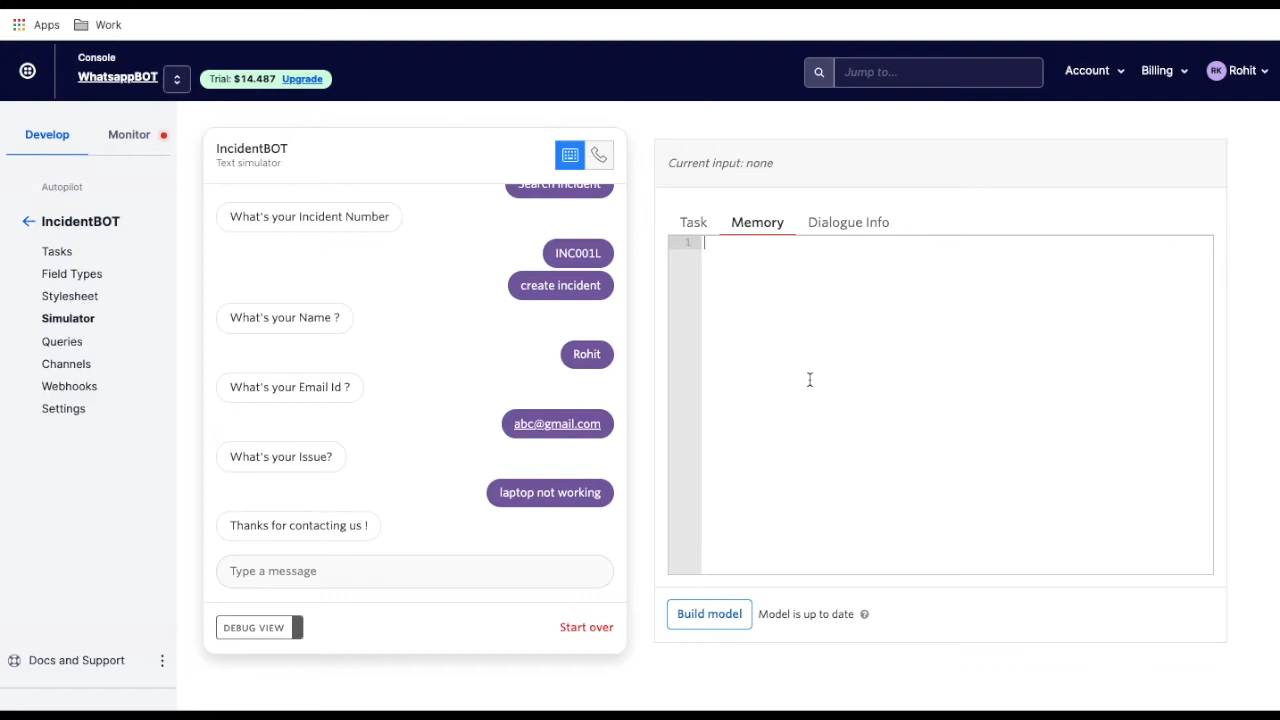 Apps Work
Console
WhatsappBOT
Trial: $14.487 Upgrade
Jump to...
Account
Billing
RK Rohit
Develop
Monitor
Autopilot
IncidentBOT
Tasks
Field Types
Stylesheet
Simulator
Queries
Channels
Webhooks
Settings
Docs and Support
IncidentBOT
Text simulator
Search incident
What's your Incident Number
INC001L
create incident
What's your Name ?
Rohit
What's your Email Id ?
abc@gmail.com
What's your Issue?
laptop not working
Thanks for contacting us !
Type a message
DEBUG VIEW
Start over
Current input: none
Task Memory Dialogue Info
1
Build model Model is up to date ?